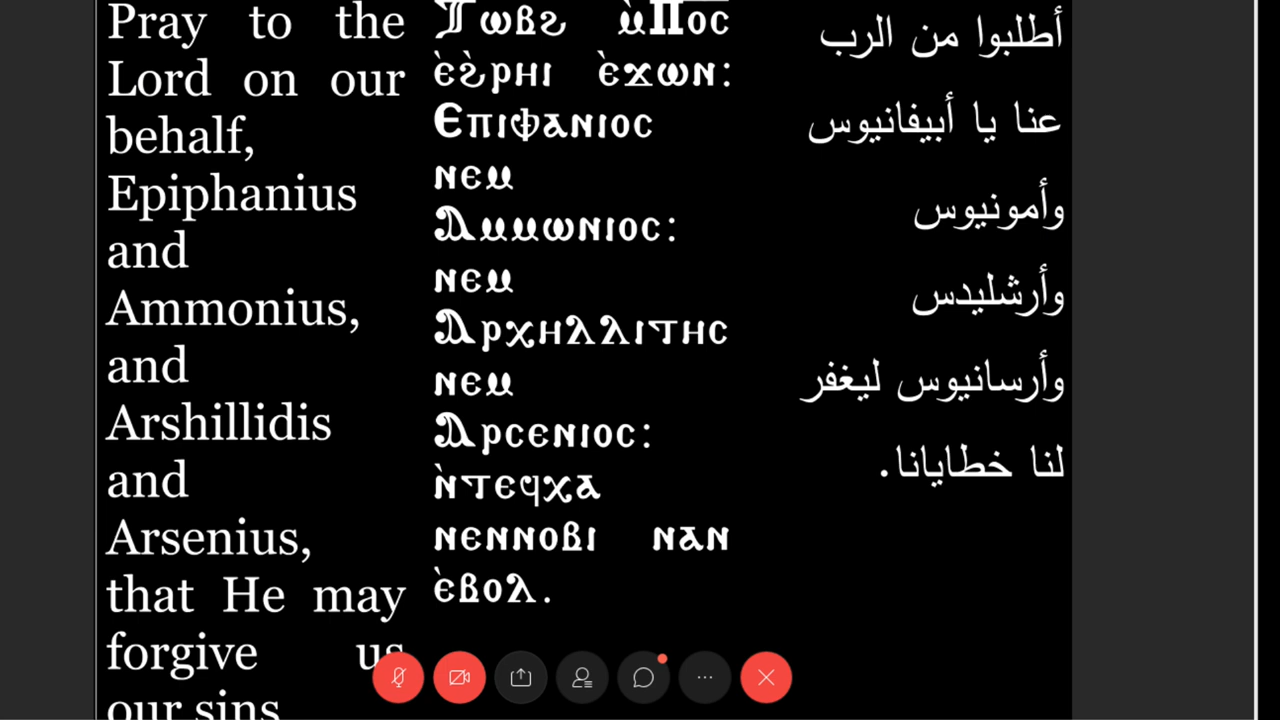 Pray to the
Lord on our
behalf,
Epiphanius
and
Ammonius,
and
Arshillidis
and
Arsenius,
that He may
forgive us
our sins
Ⲧⲱⲃϩ ⲙ̀Ⲡⲟ̅ⲥ̅
ⲉ̀ϩ̀ⲣⲏⲓ ⲉ̀ϫⲱⲛ:
Ⲉⲡⲓⲫⲁⲛⲓⲟⲥ
ⲛⲉⲙ
Ⲁⲙⲙⲱⲛⲓⲟⲥ:
ⲛⲉⲙ
Ⲁⲣⲭⲏⲗⲗⲓⲧⲏⲥ
ⲛⲉⲙ
Ⲁⲣⲥⲉⲛⲓⲟⲥ:
ⲛ̀ⲧⲉϥⲭⲁ
ⲛⲉⲛⲛⲟⲃⲓ ⲛⲁⲛ
ⲉ̀ⲃⲟⲗ.
أطلبوا من الرب
عنا يا أبيفانيوس
وأمونيوس
وأرشليدس
وأرسانيوس ليغفر
لنا خطايانا.